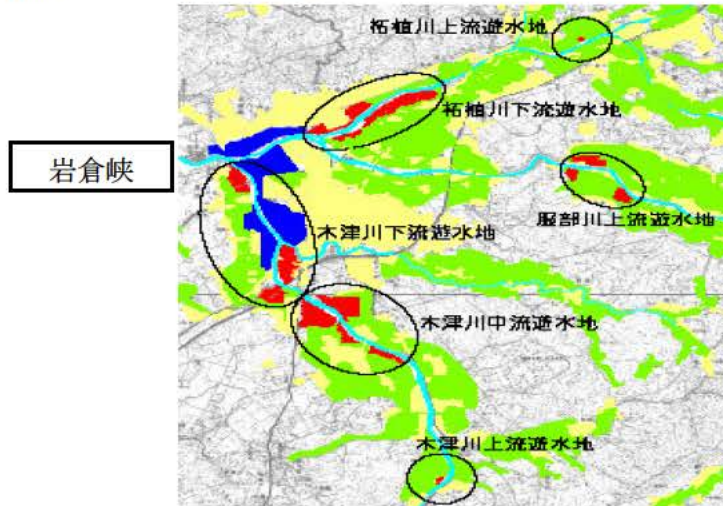 柘植川上流遊水地
柘植川下流遊水地
岩倉峡
服部川上流遊水地
木津川下流遊水地
木津川中流遊水地
木津川上流遊水地